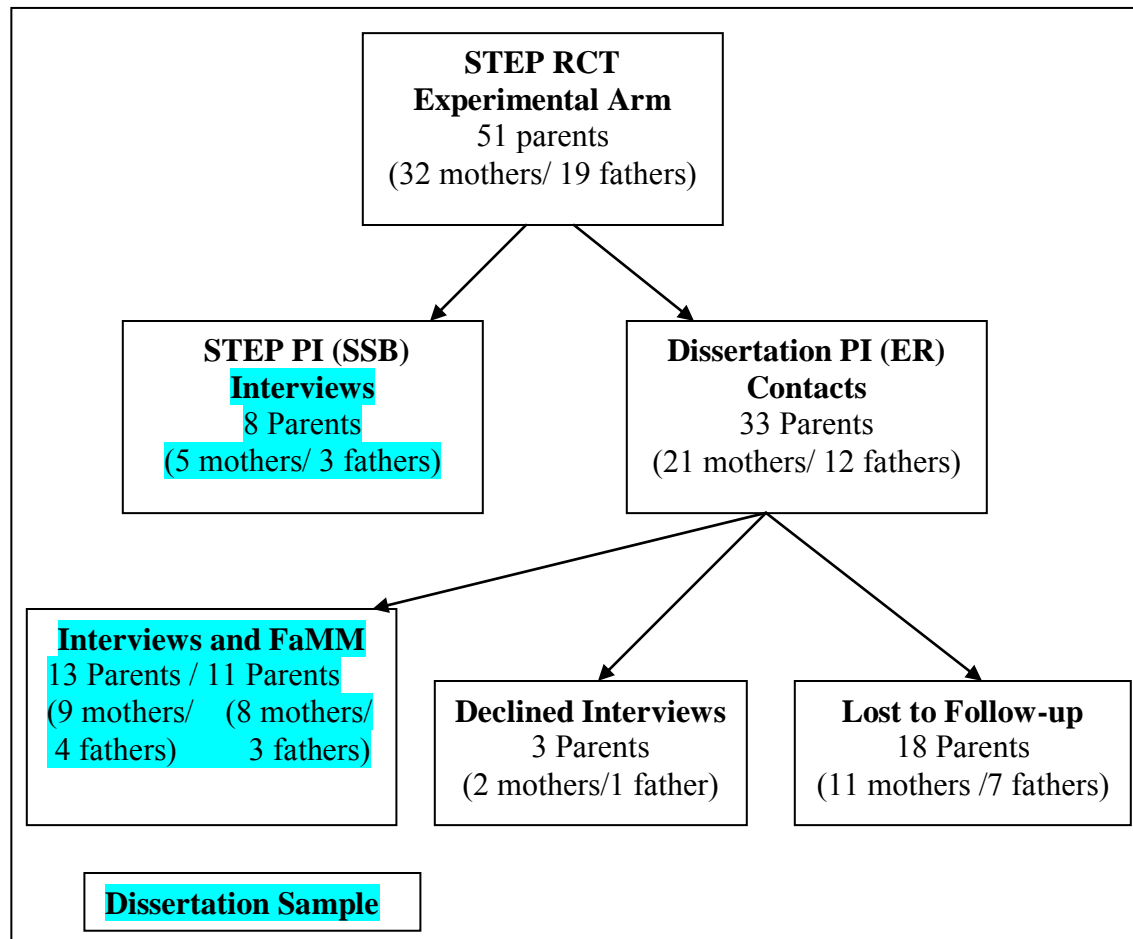 STEP RCT
Experimental Arm
51 parents
(32 mothers/ 19 fathers)
STEP PI (SSB)
Interviews
8 Parents
(5 mothers/ 3 fathers)
Dissertation PI (ER)
Contacts
33 Parents
(21 mothers/ 12 fathers)
Interviews and FaMM
13 Parents / 11 Parents
(9 mothers/ (8 mothers/
4 fathers) 3 fathers)
Declined Interviews
3 Parents
(2 mothers/1 father)
Lost to Follow-up
18 Parents
(11 mothers /7 fathers)
Dissertation Sample